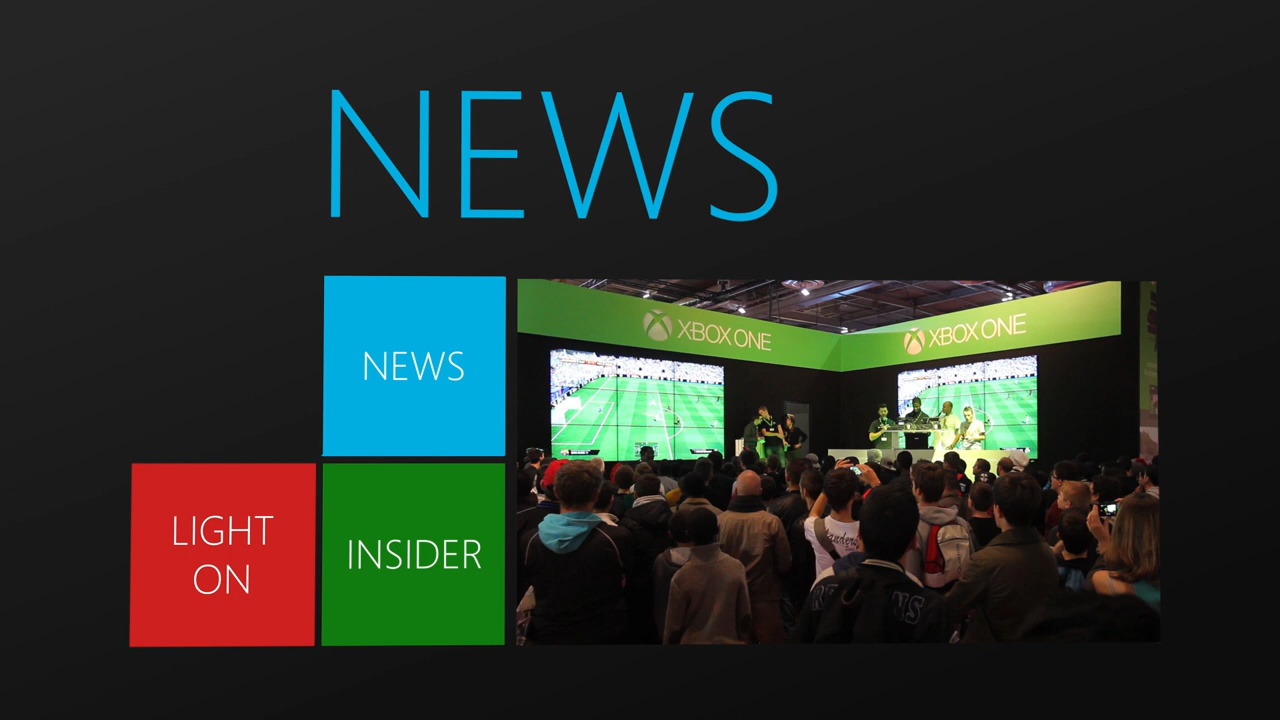 NEWS
NEWS
XBOX ONE
XBOX ONE
LIGHT
ON
INSIDER